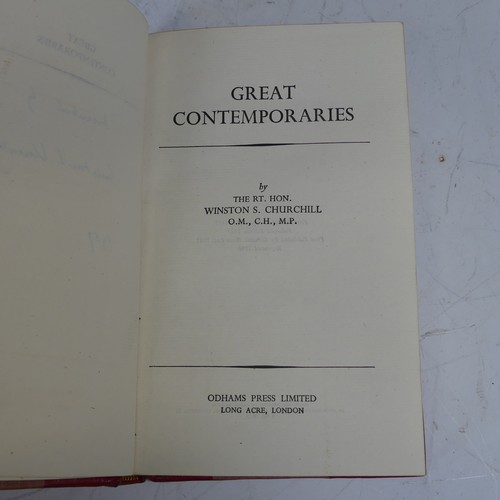 GREAT
CONTEMPORARIES
by
THE RT. HON.
WINSTON S. CHURCHILL
O.M., C.H., M.P.
ODHAMS PRESS LIMITED
LONG ACRE, LONDON